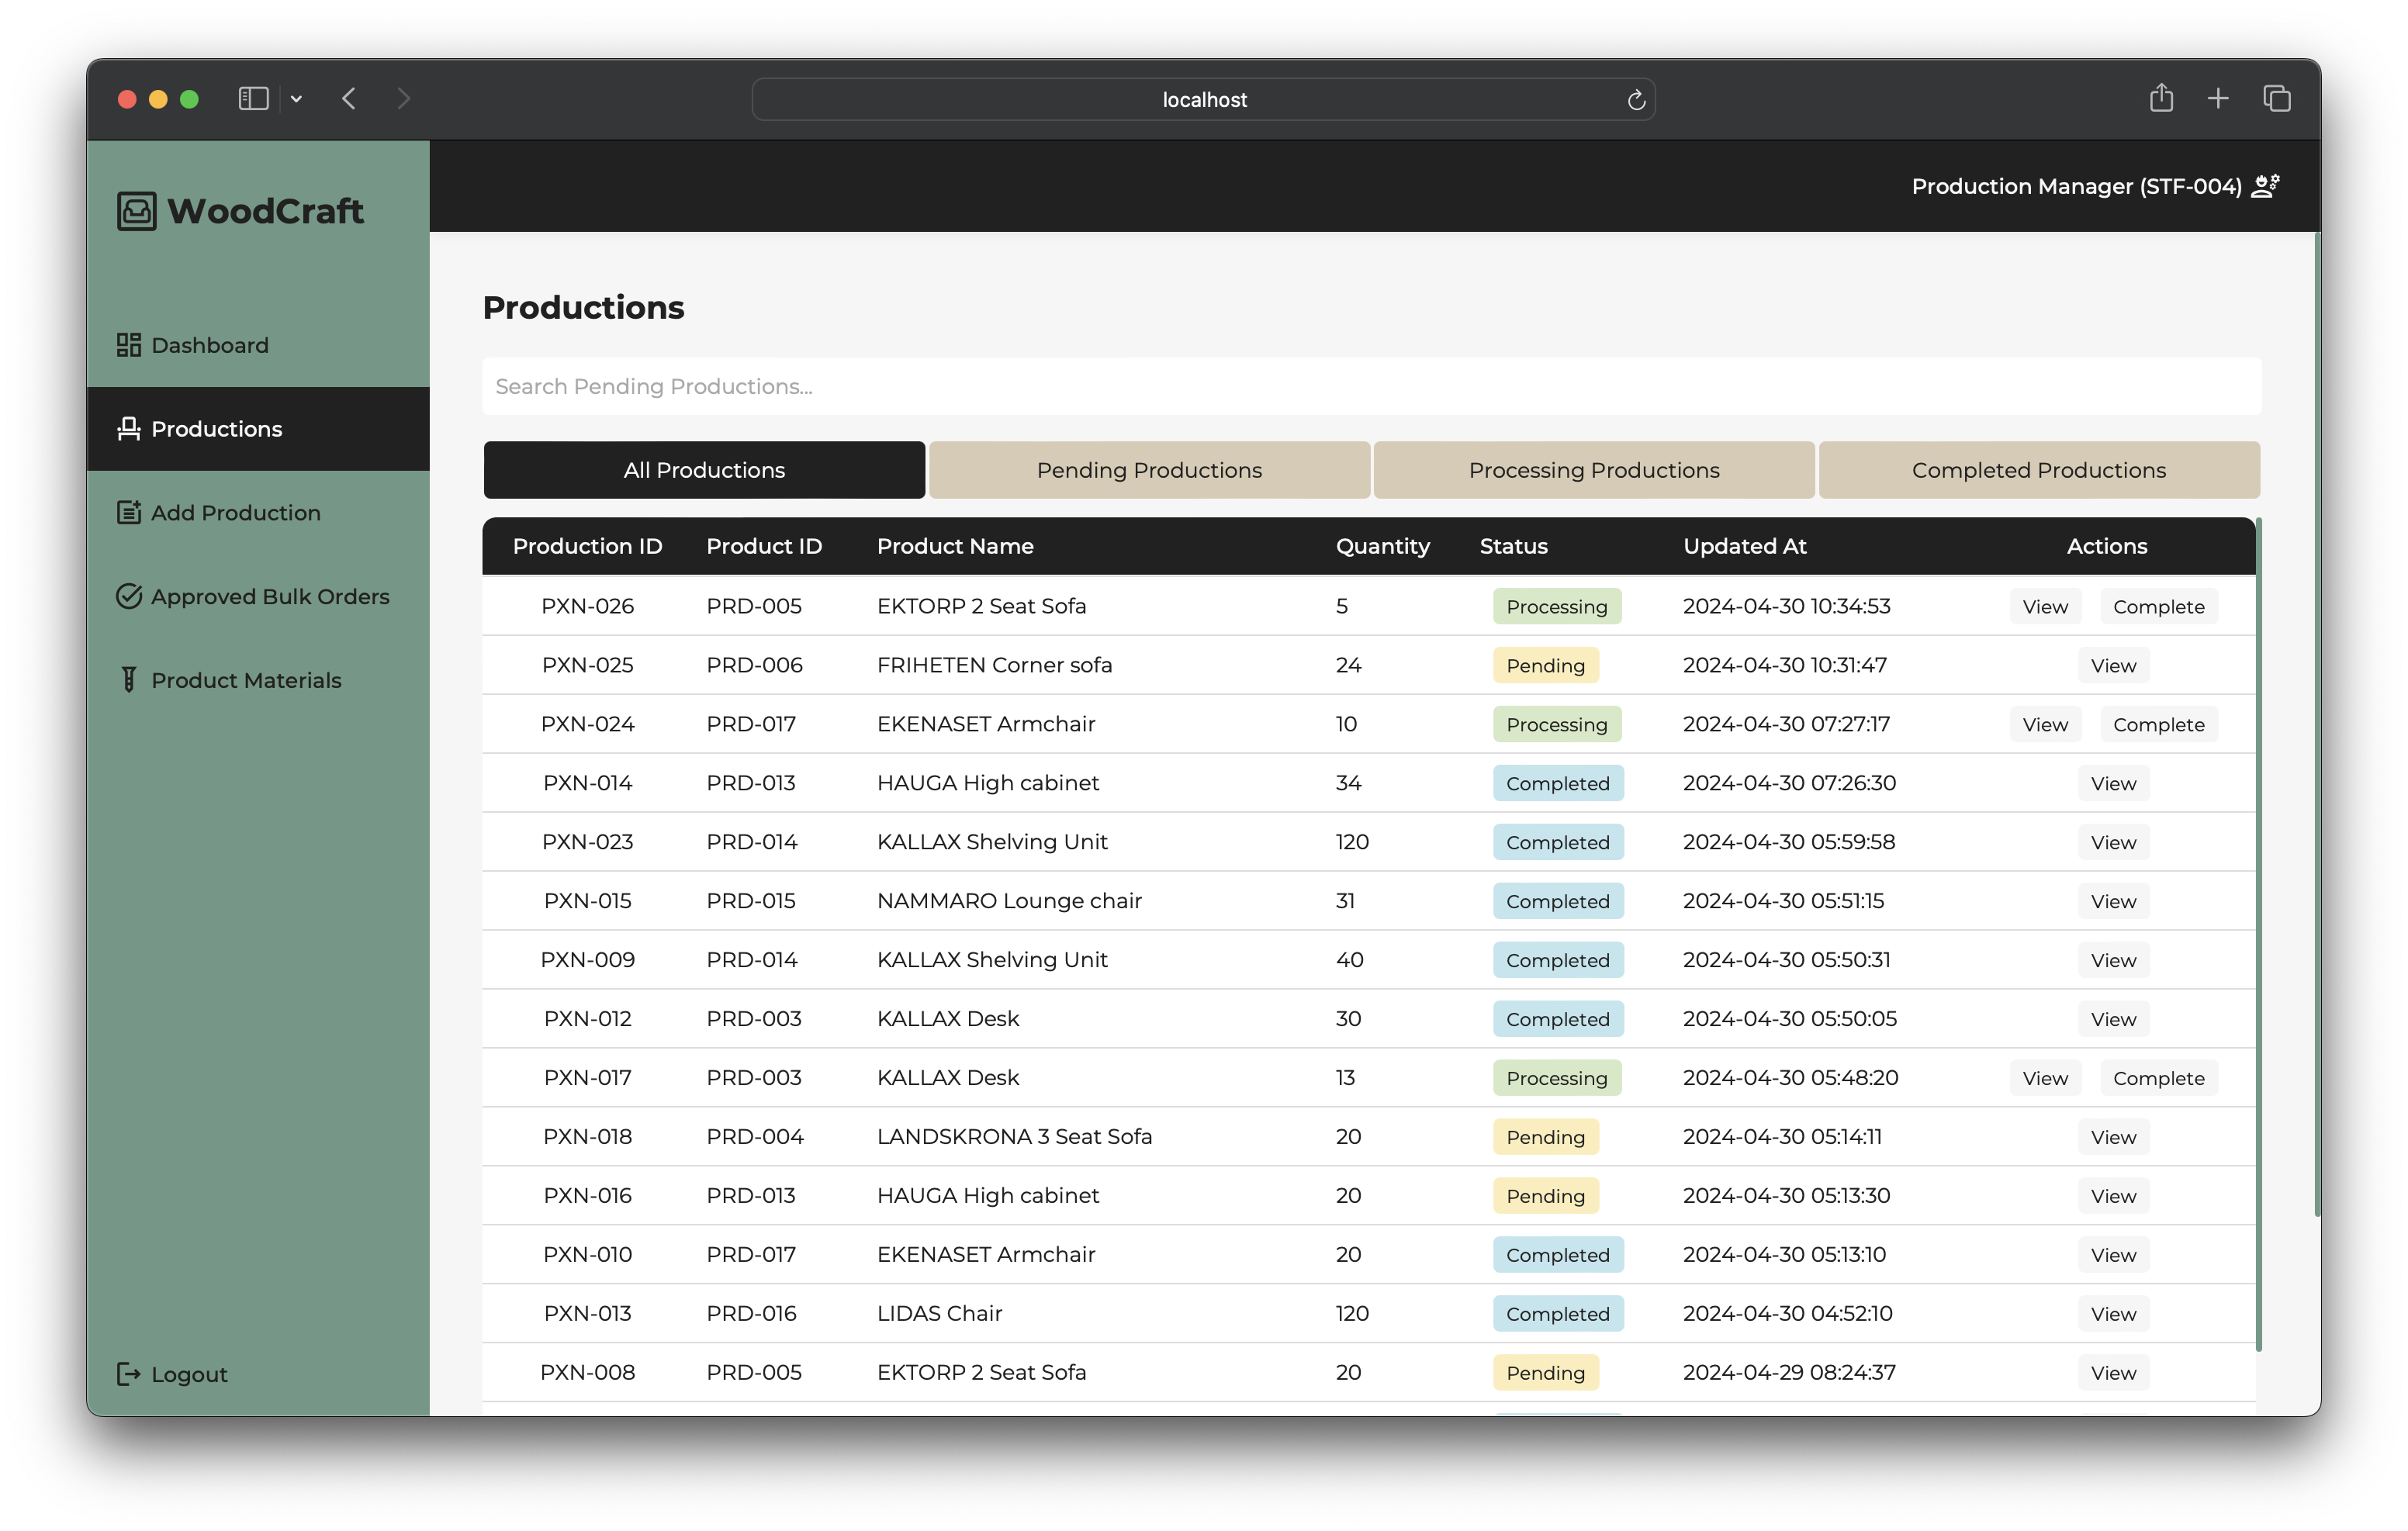 localhost
WoodCraft
Production Manager (STF-004)
Dashboard
Productions
Add Production
Approved Bulk Orders
Product Materials
Logout
Productions
Search Pending Productions...
All Productions Pending Productions Processing Productions Completed Productions
Production ID Product ID Product Name Quantity Status Updated At Actions
PXN-026 PRD-005 EKTORP 2 Seat Sofa 5 Processing 2024-04-30 10:34:53 View Complete
PXN-025 PRD-006 FRIHETEN Corner sofa 24 Pending 2024-04-30 10:31:47 View
PXN-024 PRD-017 EKENASET Armchair 10 Processing 2024-04-30 07:27:17 View Complete
PXN-014 PRD-013 HAUGA High cabinet 34 Completed 2024-04-30 07:26:30 View
PXN-023 PRD-014 KALLAX Shelving Unit 120 Completed 2024-04-30 05:59:58 View
PXN-015 PRD-015 NAMMARO Lounge chair 31 Completed 2024-04-30 05:51:15 View
PXN-009 PRD-014 KALLAX Shelving Unit 40 Completed 2024-04-30 05:50:31 View
PXN-012 PRD-003 KALLAX Desk 30 Completed 2024-04-30 05:50:05 View
PXN-017 PRD-003 KALLAX Desk 13 Processing 2024-04-30 05:48:20 View Complete
PXN-018 PRD-004 LANDSKRONA 3 Seat Sofa 20 Pending 2024-04-30 05:14:11 View
PXN-016 PRD-013 HAUGA High cabinet 20 Pending 2024-04-30 05:13:30 View
PXN-010 PRD-017 EKENASET Armchair 20 Completed 2024-04-30 05:13:10 View
PXN-013 PRD-016 LIDAS Chair 120 Completed 2024-04-30 04:52:10 View
PXN-008 PRD-005 EKTORP 2 Seat Sofa 20 Pending 2024-04-29 08:24:37 View